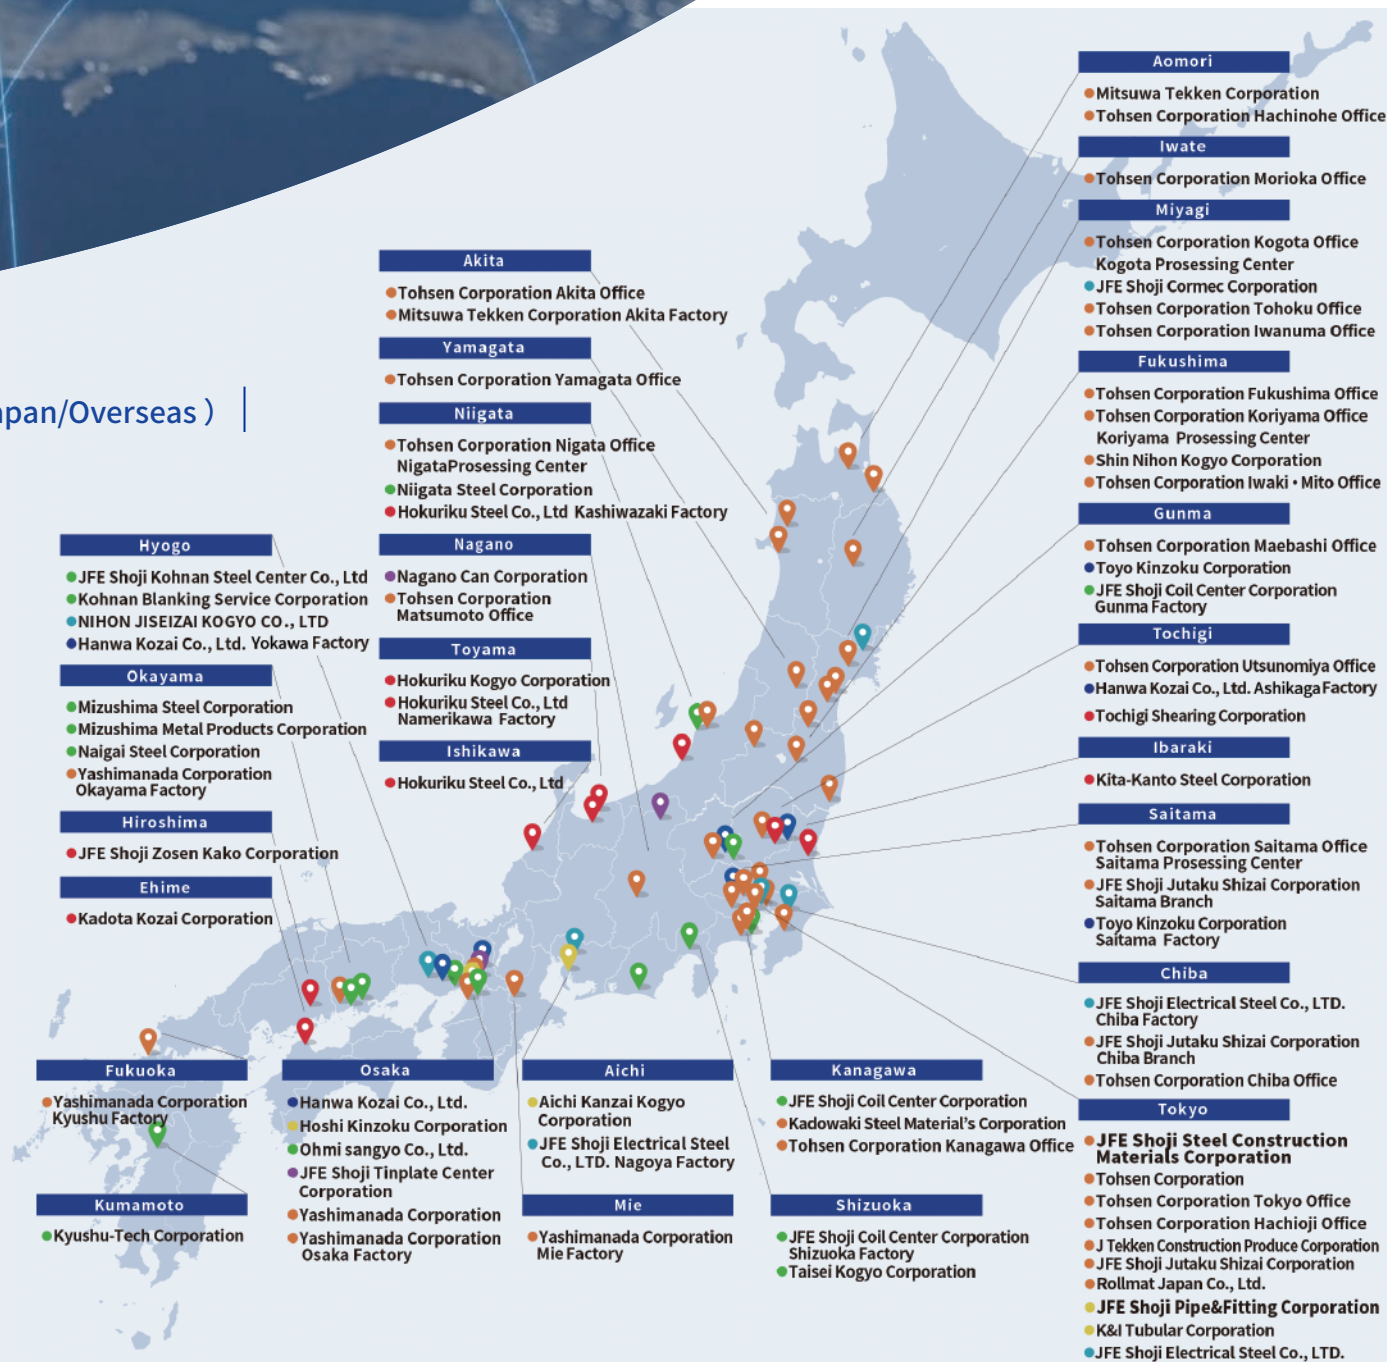 apan/Overseas ）
Akita
Tohsen Corporation Akita Office
Mitsuwa Tekken Corporation Akita Factory
Yamagata
Tohsen Corporation Yamagata Office
Niigata
Tohsen Corporation Nigata Office
NigataProsessing Center
Niigata Steel Corporation
Hokuriku Steel Co., Ltd Kashiwazaki Factory
Nagano
Nagano Can Corporation
Tohsen Corporation
Matsumoto Office
Toyama
Hokuriku Kogyo Corporation
Hokuriku Steel Co., Ltd
Namerikawa Factory
Ishikawa
Hokuriku Steel Co., Ltd
Hyogo
JFE Shoji Kohnan Steel Center Co., Ltd
Kohnan Blanking Service Corporation
NIHON JISEIZAI KOGYO CO., LTD
Hanwa Kozai Co., Ltd. Yokawa Factory
Okayama
Mizushima Steel Corporation
Mizushima Metal Products Corporation
Naigai Steel Corporation
Yashimanada Corporation
Okayama Factory
Hiroshima
JFE Shoji Zosen Kako Corporation
Ehime
Kadota Kozai Corporation
Fukuoka
Yashimanada Corporation
Kyushu Factory
Kumamoto
Kyushu-Tech Corporation
Osaka
Hanwa Kozai Co., Ltd.
Hoshi Kinzoku Corporation
Ohmi sangyo Co., Ltd.
JFE Shoji Tinplate Center
Corporation
Yashimanada Corporation
Yashimanada Corporation
Osaka Factory
Aichi
Aichi Kanzai Kogyo
Corporation
JFE Shoji Electrical Steel
Co., LTD. Nagoya Factory
Mie
Yashimanada Corporation
Mie Factory
Kanagawa
JFE Shoji Coil Center Corporation
Kadowaki Steel Material's Corporation
Tohsen Corporation Kanagawa Office
Shizuoka
JFE Shoji Coil Center Corporation
Shizuoka Factory
Taisei Kogyo Corporation
Aomori
Mitsuwa Tekken Corporation
Tohsen Corporation Hachinohe Office
Iwate
Tohsen Corporation Morioka Office
Miyagi
Tohsen Corporation Kogota Office
Kogota Prosessing Center
JFE Shoji Cormec Corporation
Tohsen Corporation Tohoku Office
Tohsen Corporation Iwanuma Office
Fukushima
Tohsen Corporation Fukushima Office
Tohsen Corporation Koriyama Office
Koriyama Prosessing Center
Shin Nihon Kogyo Corporation
Tohsen Corporation Iwaki・Mito Office
Gunma
Tohsen Corporation Maebashi Office
Toyo Kinzoku Corporation
JFE Shoji Coil Center Corporation
Gunma Factory
Tochigi
Tohsen Corporation Utsunomiya Office
Hanwa Kozai Co., Ltd. Ashikaga Factory
Tochigi Shearing Corporation
Ibaraki
Kita-Kanto Steel Corporation
Saitama
Tohsen Corporation Saitama Office
Saitama Prosessing Center
JFE Shoji Jutaku Shizai Corporation
Saitama Branch
Toyo Kinzoku Corporation
Saitama Factory
Chiba
JFE Shoji Electrical Steel Co., LTD.
Chiba Factory
JFE Shoji Jutaku Shizai Corporation
Chiba Branch
Tohsen Corporation Chiba Office
Tokyo
JFE Shoji Steel Construction
Materials Corporation
Tohsen Corporation
Tohsen Corporation Tokyo Office
Tohsen Corporation Hachioji Office
J Tekken Construction Produce Corporation
JFE Shoji Jutaku Shizai Corporation
Rollmat Japan Co., Ltd.
JFE Shoji Pipe&Fitting Corporation
K&I Tubular Corporation
JFE Shoji Electrical Steel Co., LTD.